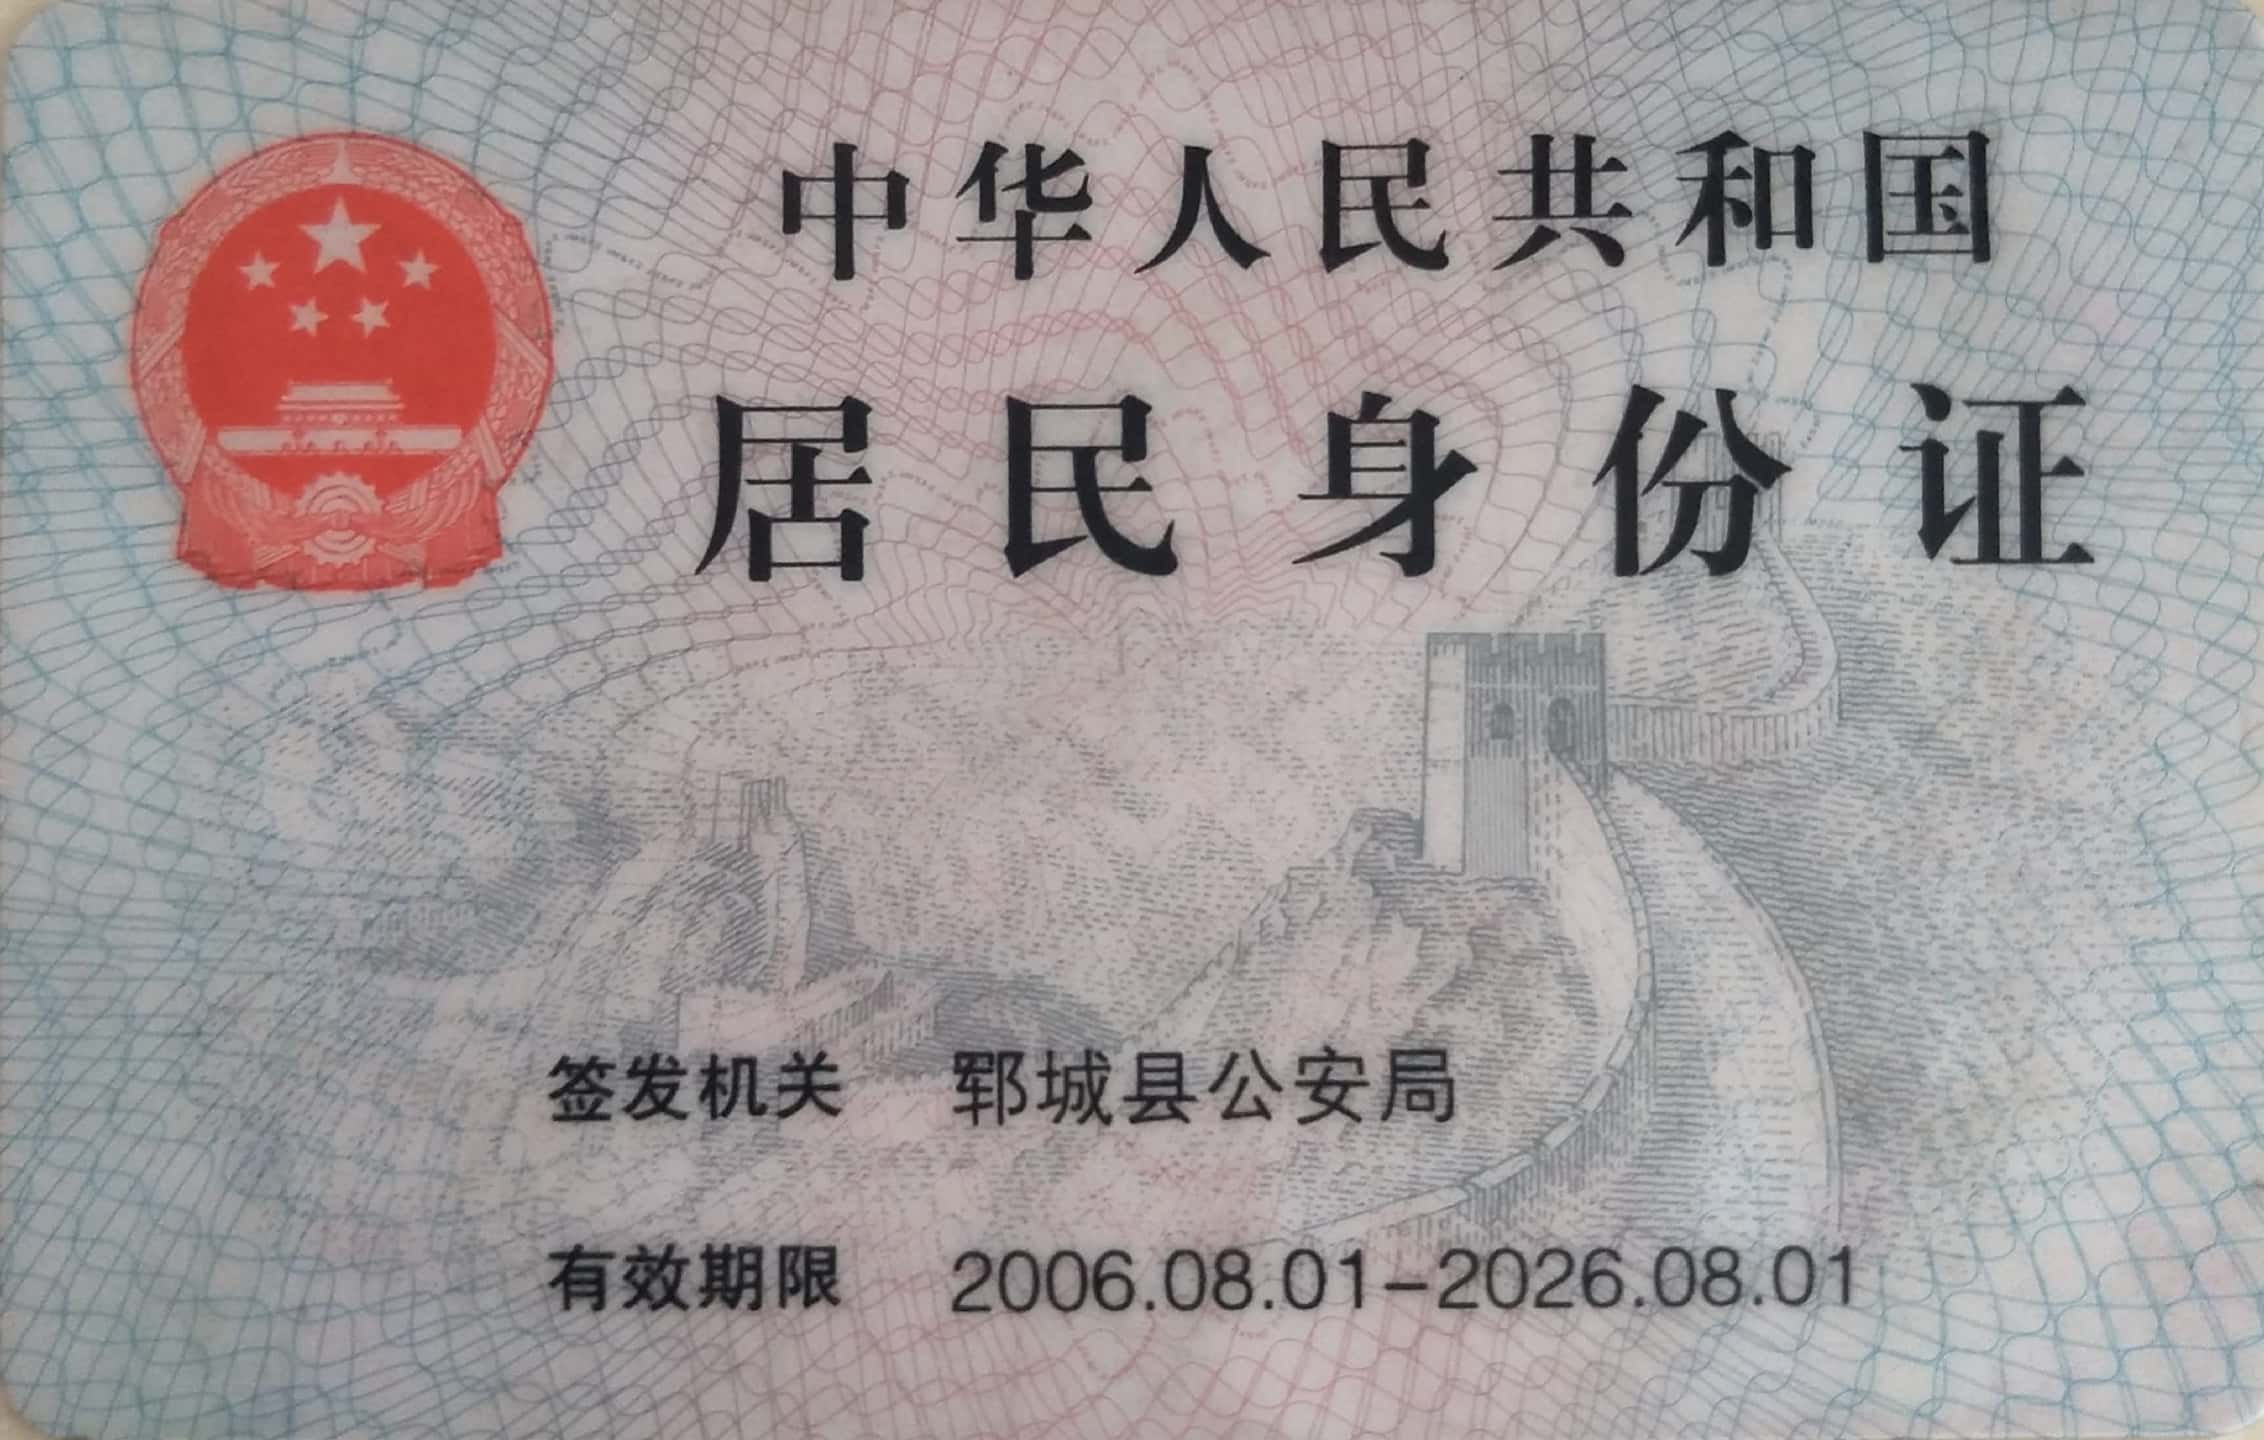 中华人民共和国
居民身份证
签发机关 郓城县公安局
有效期限 2006.08.01-2026.08.01